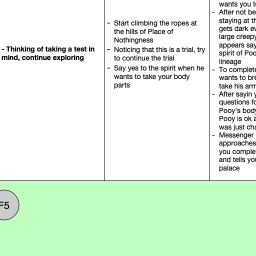 - Thinking of taking a test in
mind, continue exploring
- Start climbing the ropes at
the hills of Place of
Nothingness
- Noticing that this is a trial, try
to continue the trial
- Say yes to the spirit when he
wants to take your body
parts
wants you t
- After not be
staying at th
gets dark e
large creepy
appears say
spirit of Poo
lineage
- To complete
wants to bre
take his arm
- After sayin y
questions fo
Pooy's body
Pooy is ok a
was just cha
- Messenger
approaches
you comple
and tells yo
palace
F5